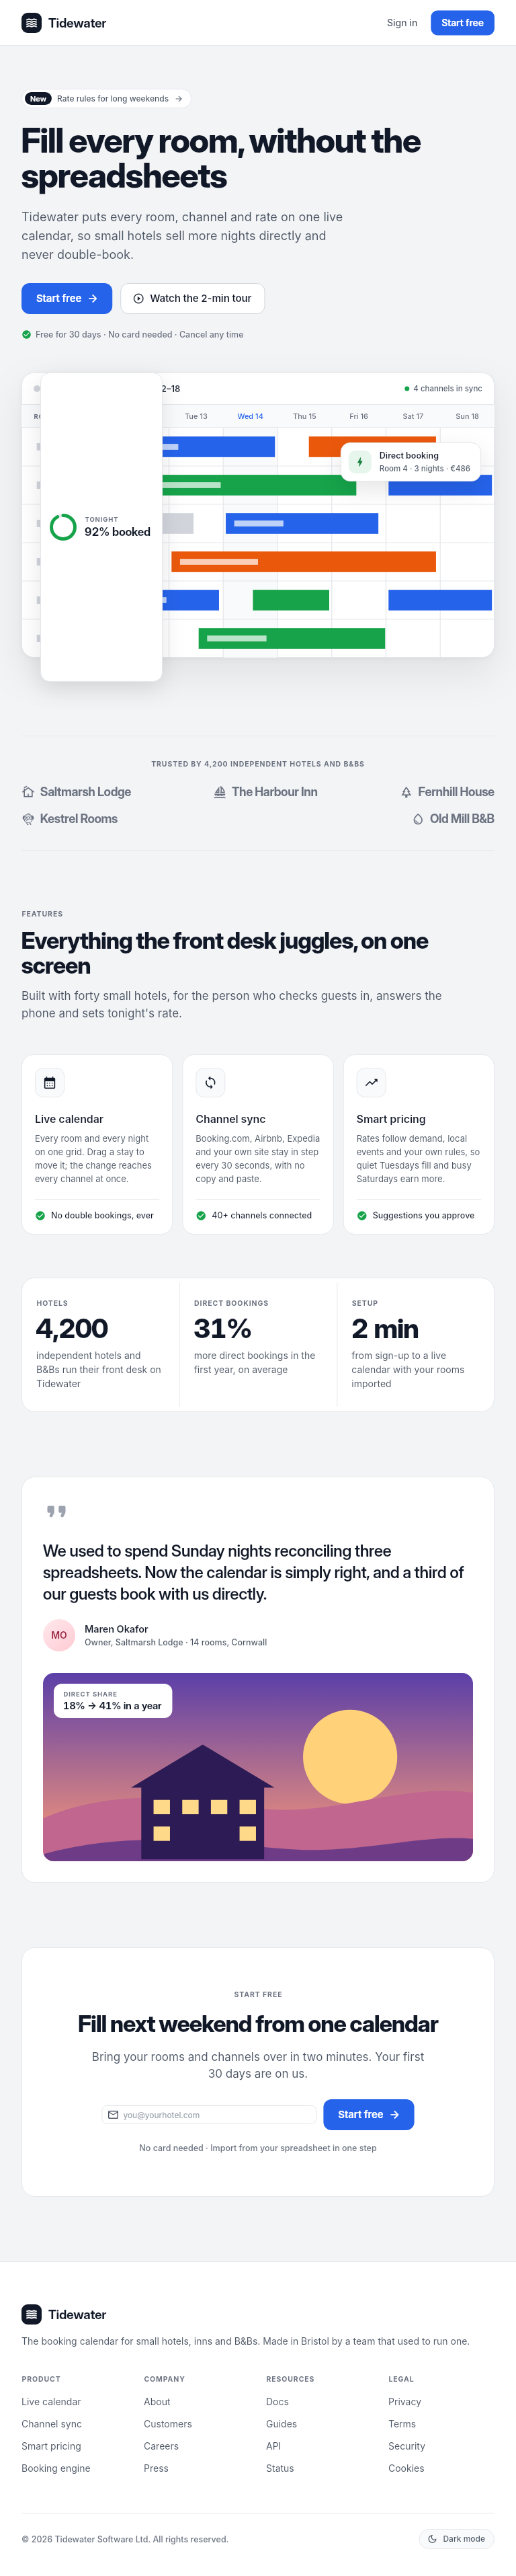 Tidewater
Sign in
Start free
New
Rate rules for long weekends
Fill every room, without the
spreadsheets
Tidewater puts every room, channel and rate on one live
calendar, so small hotels sell more nights directly and
never double-book.
Start free
Watch the 2-min tour
Free for 30 days · No card needed · Cancel any time
2–18
4 channels in sync
Tue 13
Wed 14
Thu 15
Fri 16
Sat 17
Sun 18
Direct booking
Room 4 · 3 nights · €486
TONIGHT
92% booked
TRUSTED BY 4,200 INDEPENDENT HOTELS AND B&BS
Saltmarsh Lodge
The Harbour Inn
Fernhill House
Kestrel Rooms
Old Mill B&B
FEATURES
Everything the front desk juggles, on one
screen
Built with forty small hotels, for the person who checks guests in, answers the
phone and sets tonight's rate.
Live calendar
Every room and every night
on one grid. Drag a stay to
move it; the change reaches
every channel at once.
No double bookings, ever
Channel sync
Booking.com, Airbnb, Expedia
and your own site stay in step
every 30 seconds, with no
copy and paste.
40+ channels connected
Smart pricing
Rates follow demand, local
events and your own rules, so
quiet Tuesdays fill and busy
Saturdays earn more.
Suggestions you approve
HOTELS
4,200
independent hotels and
B&Bs run their front desk on
Tidewater
DIRECT BOOKINGS
31%
more direct bookings in the
first year, on average
SETUP
2 min
from sign-up to a live
calendar with your rooms
imported
We used to spend Sunday nights reconciling three
spreadsheets. Now the calendar is simply right, and a third of
our guests book with us directly.
MO
Maren Okafor
Owner, Saltmarsh Lodge · 14 rooms, Cornwall
DIRECT SHARE
18% → 41% in a year
START FREE
Fill next weekend from one calendar
Bring your rooms and channels over in two minutes. Your first
30 days are on us.
you@yourhotel.com
Start free
No card needed · Import from your spreadsheet in one step
Tidewater
The booking calendar for small hotels, inns and B&Bs. Made in Bristol by a team that used to run one.
PRODUCT
Live calendar
Channel sync
Smart pricing
Booking engine
COMPANY
About
Customers
Careers
Press
RESOURCES
Docs
Guides
API
Status
LEGAL
Privacy
Terms
Security
Cookies
© 2026 Tidewater Software Ltd. All rights reserved.
Dark mode